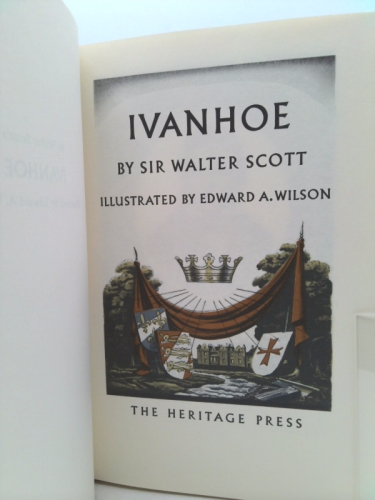 IVANHOE
BY SIR WALTER SCOTT
ILLUSTRATED BY EDWARD A. WILSON
THE HERITAGE PRESS